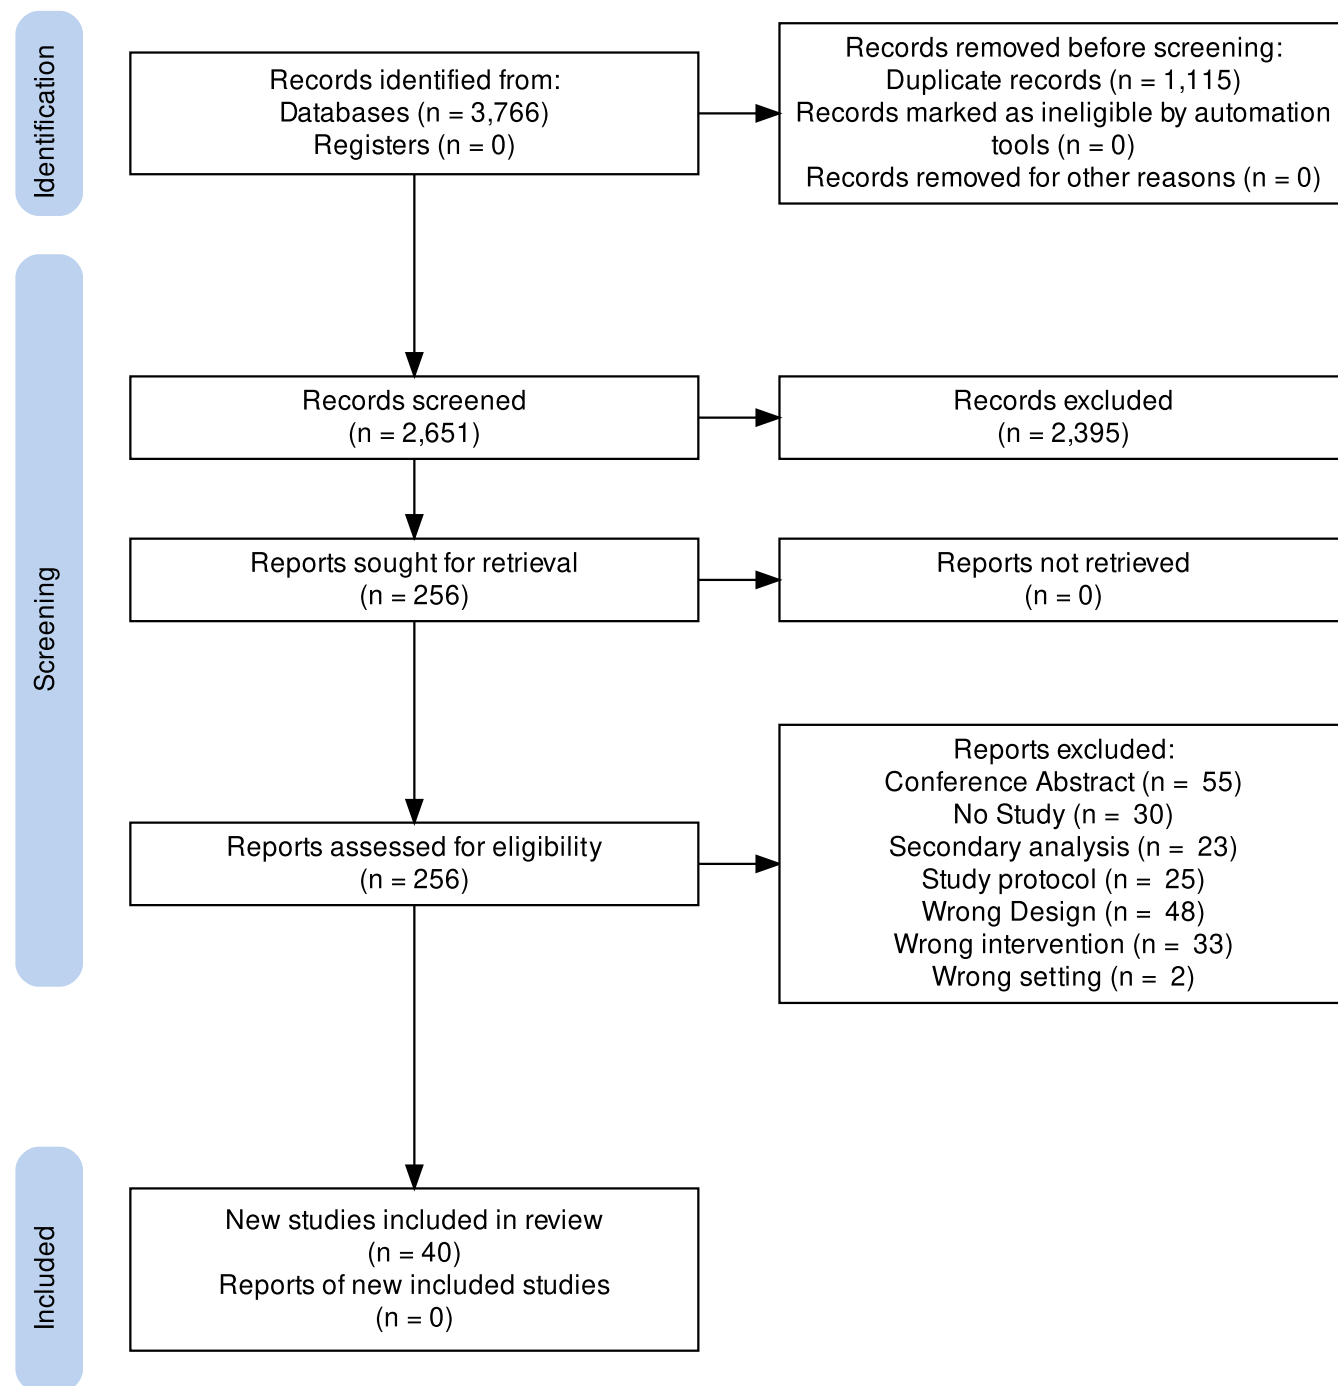 Identification
Records identified from:
Databases (n = 3,766)
Registers (n = 0)
Records removed before screening:
Duplicate records (n = 1,115)
Records marked as ineligible by automation
tools (n = 0)
Records removed for other reasons (n = 0)
Screening
Records screened
(n = 2,651)
Records excluded
(n = 2,395)
Reports sought for retrieval
(n = 256)
Reports not retrieved
(n = 0)
Reports assessed for eligibility
(n = 256)
Reports excluded:
Conference Abstract (n = 55)
No Study (n = 30)
Secondary analysis (n = 23)
Study protocol (n = 25)
Wrong Design (n = 48)
Wrong intervention (n = 33)
Wrong setting (n = 2)
Included
New studies included in review
(n = 40)
Reports of new included studies
(n = 0)